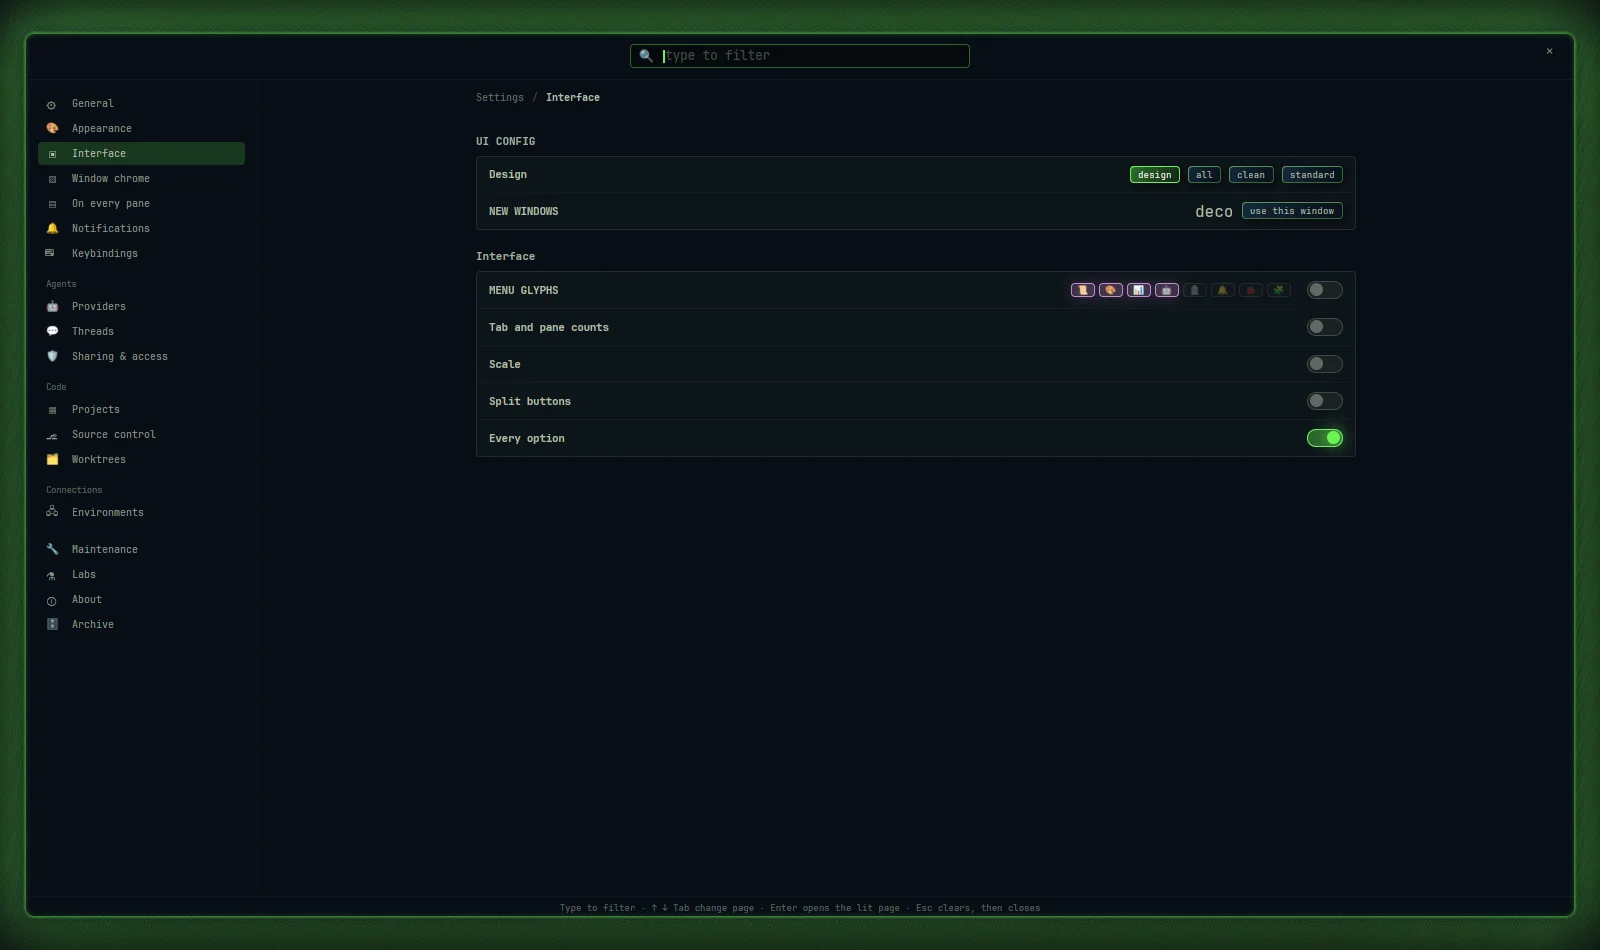 type to filter
×
General
Appearance
Interface
Window chrome
On every pane
Notifications
Keybindings
Agents
Providers
Threads
Sharing & access
Code
Projects
Source control
Worktrees
Connections
Environments
Maintenance
Labs
About
Archive
Settings / Interface
UI CONFIG
Design design all clean standard
NEW WINDOWS deco use this window
Interface
MENU GLYPHS
Tab and pane counts
Scale
Split buttons
Every option
Type to filter · ↑ ↓ Tab change page · Enter opens the lit page · Esc clears, then closes